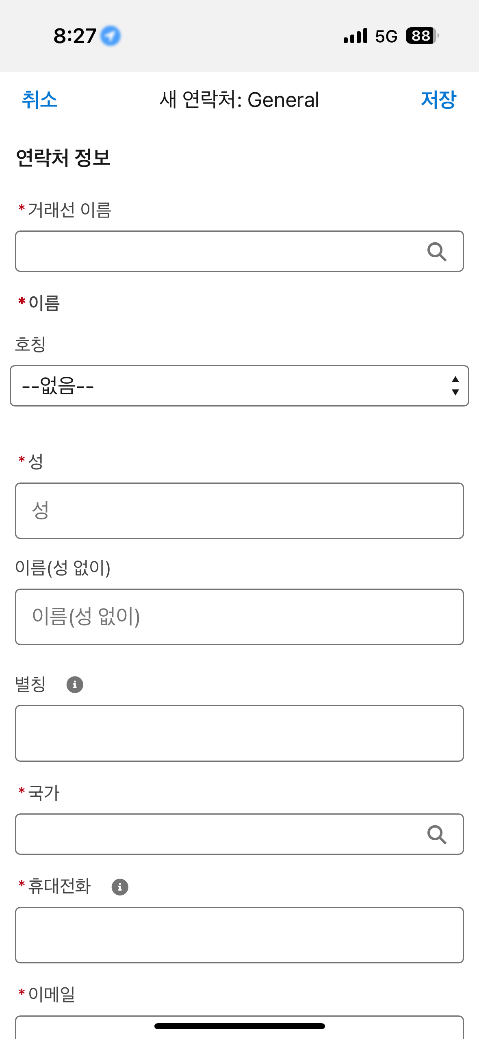 8:27
5G 88
취소 새 연락처: General 저장
연락처 정보
*거래선 이름
*이름
호칭
--없음--
*성
성
이름(성 없이)
이름(성 없이)
별칭
*국가
*휴대전화
*이메일